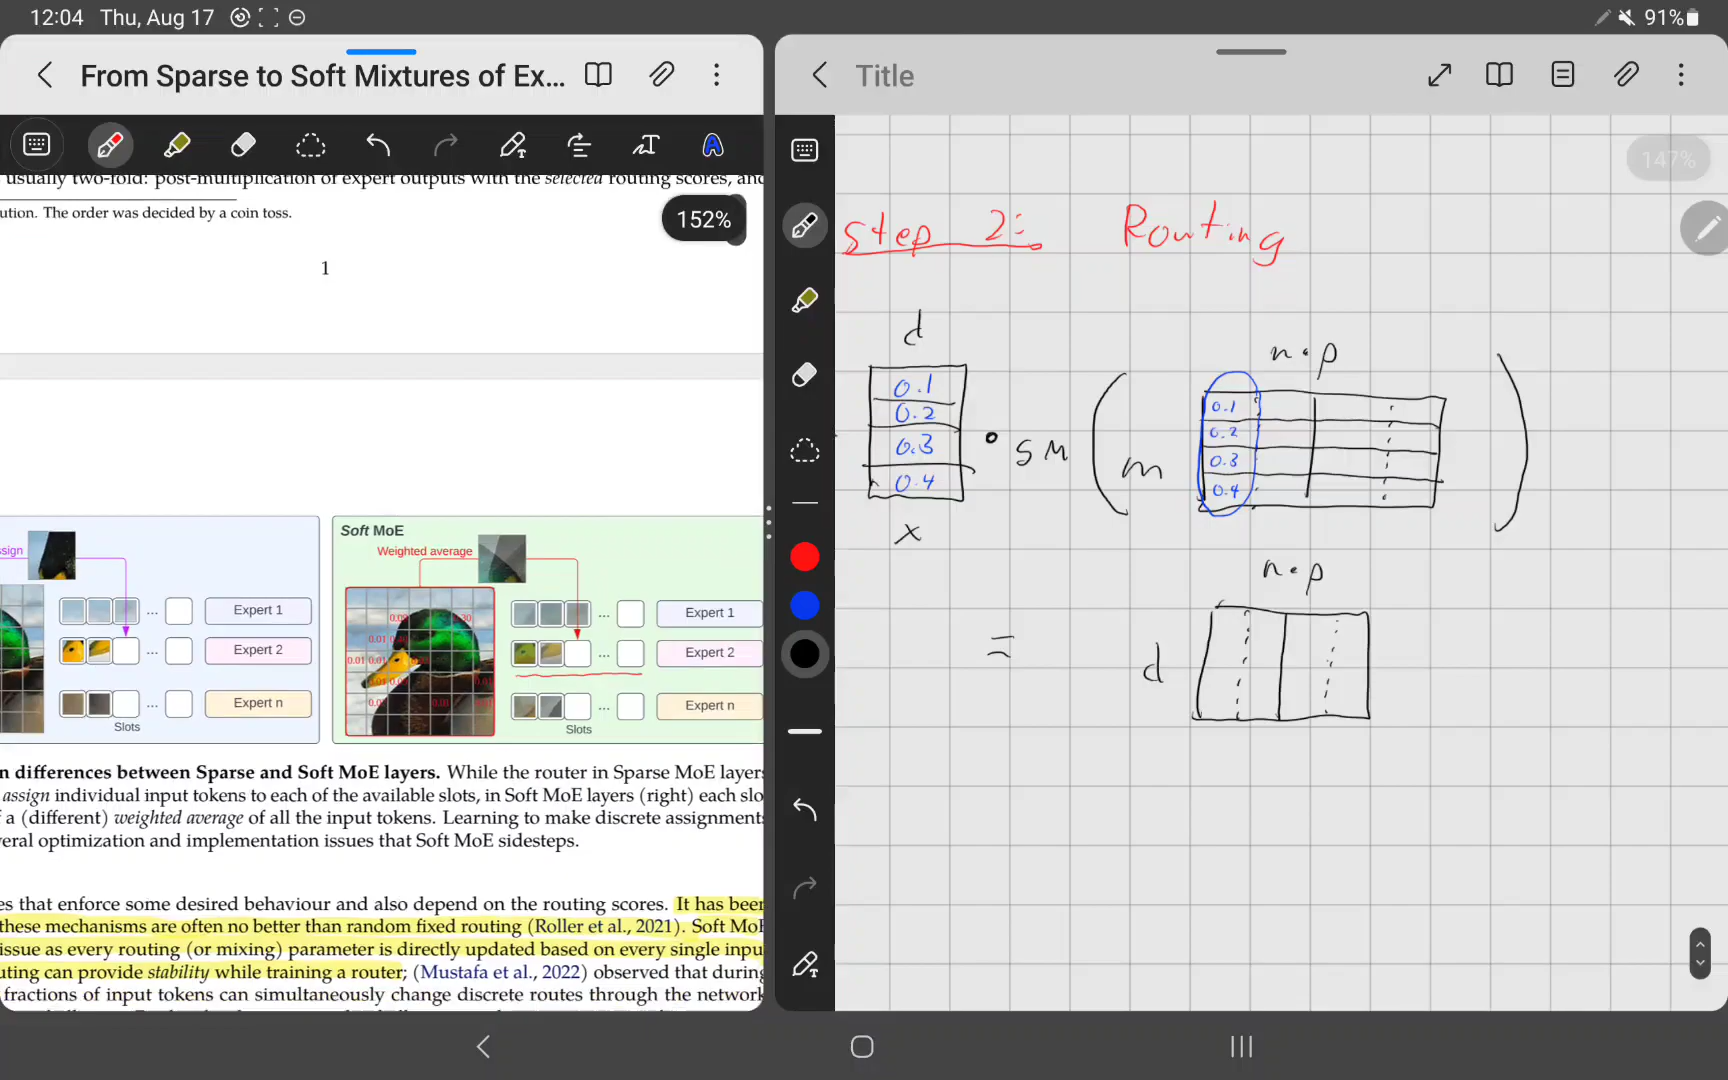 12:04 Thu, Aug 17
91%
From Sparse to Soft Mixtures of Ex...
usually two-fold: post-multiplication of expert outputs with the selected routing scores, and
ution. The order was decided by a coin toss.
152%
1
ssign
Expert 1
Expert 2
Expert n
...
...
...
Slots
Soft MoE
Weighted average
Expert 1
Expert 2
Expert n
...
...
...
Slots
n differences between Sparse and Soft MoE layers. While the router in Sparse MoE layers
assign individual input tokens to each of the available slots, in Soft MoE layers (right) each slo
f a (different) weighted average of all the input tokens. Learning to make discrete assignments
veral optimization and implementation issues that Soft MoE sidesteps.
es that enforce some desired behaviour and also depend on the routing scores. It has been
these mechanisms are often no better than random fixed routing (Roller et al., 2021). Soft MoE
issue as every routing (or mixing) parameter is directly updated based on every single inpu
uting can provide stability while training a router; (Mustafa et al., 2022) observed that during
fractions of input tokens can simultaneously change discrete routes through the network
Title
147%
step 2: Routing
d
0.1
0.2
0.3
0.4
x
• SM
(
m
n • p
0.1
0.2
0.3
0.4
)
=
n • p
d